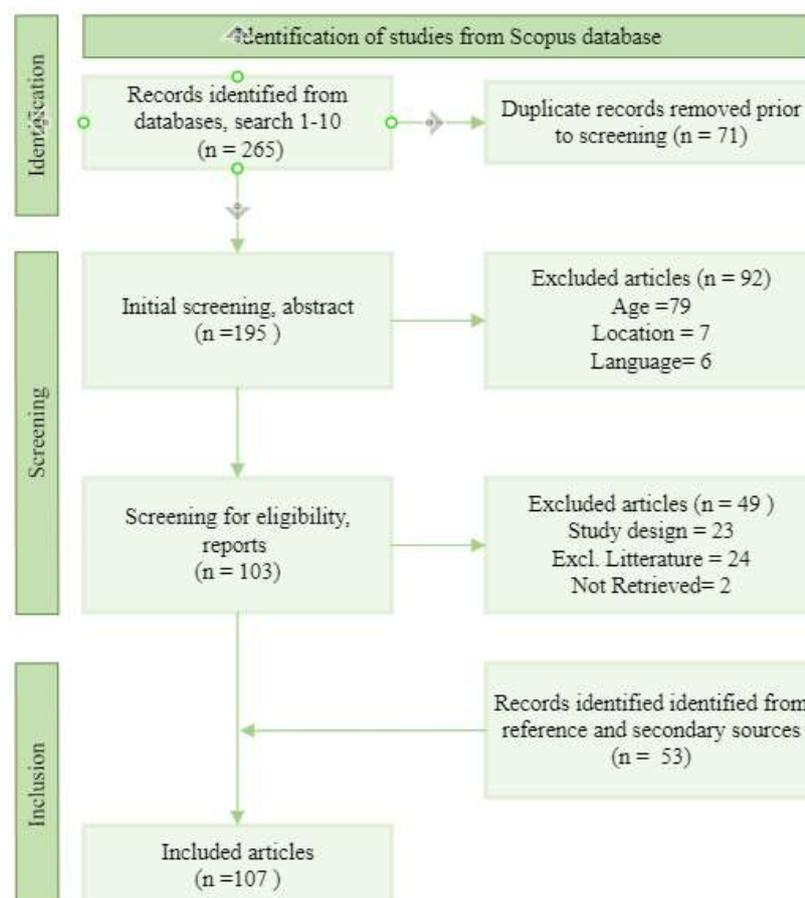 Identification of studies from Scopus database
Identification
Records identified from
databases, search 1-10
(n = 265)
Duplicate records removed prior
to screening (n = 71)
Screening
Initial screening, abstract
(n =195 )
Excluded articles (n = 92)
Age =79
Location = 7
Language= 6
Screening for eligibility,
reports
(n = 103)
Excluded articles (n = 49 )
Study design = 23
Excl. Litterature = 24
Not Retrieved= 2
Inclusion
Records identified identified from
reference and secondary sources
(n =  53)
Included articles
(n =107 )